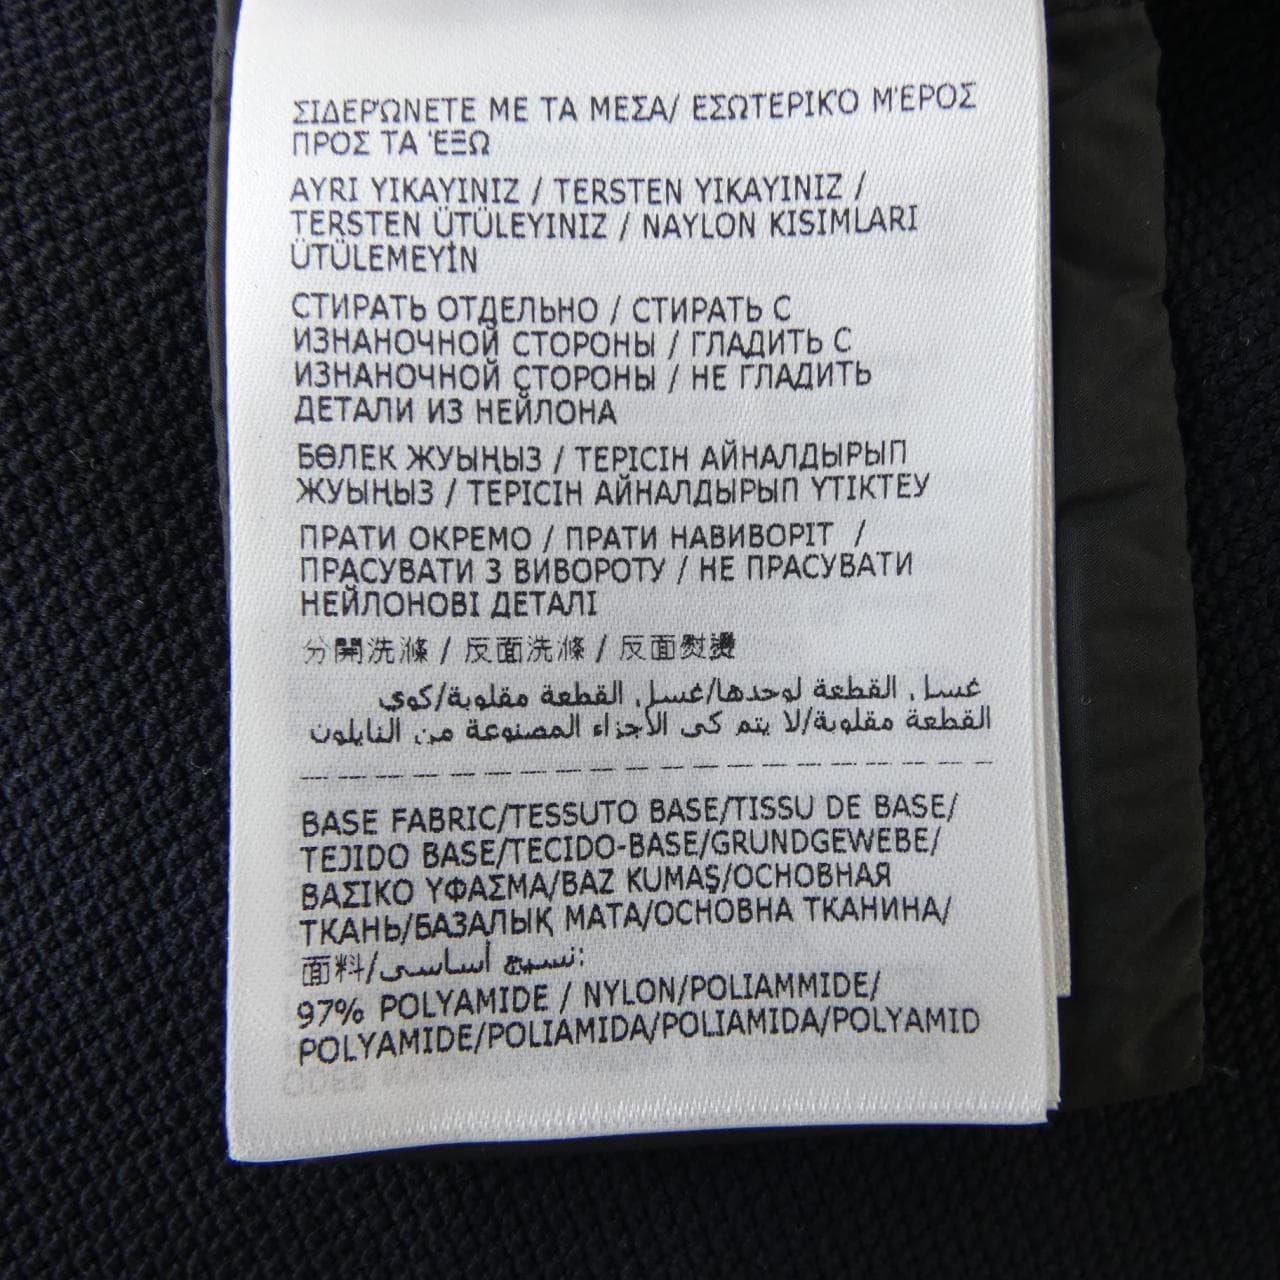 ΣΙΔΕΡΏΝΕΤΕ ΜΕ ΤΑ ΜΕΣΑ/ ΕΣΩΤΕΡΙΚΌ ΜΈΡΟΣ
ΠΡΟΣ ΤΑ ΈΞΩ
AYRI YIKAYINIZ / TERSTEN YIKAYINIZ /
TERSTEN ÜTÜLEYINIZ / NAYLON KISIMLARI
ÜTÜLEMEYİN
СТИРАТЬ ОТДЕЛЬНО / СТИРАТЬ С
ИЗНАНОЧНОЙ СТОРОНЫ / ГЛАДИТЬ С
ИЗНАНОЧНОЙ СТОРОНЫ / НЕ ГЛАДИТЬ
ДЕТАЛИ ИЗ НЕЙЛОНА
БӨЛЕК ЖУЫҢЫЗ / ТЕРІСІН АЙНАЛДЫРЫП
ЖУЫҢЫЗ / ТЕРІСІН АЙНАЛДЫРЫП ҮТІКТЕУ
ПРАТИ ОКРЕМО / ПРАТИ НАВИВОРІТ /
ПРАСУВАТИ З ВИВОРОТУ / НЕ ПРАСУВАТИ
НЕЙЛОНОВІ ДЕТАЛІ
分開洗滌 / 反面洗滌 / 反面熨燙
غسل القطعة لوحدها/غسل القطعة مقلوبة/كوي
القطعة مقلوبة/لا يتم كى الأجزاء المصنوعة من النايلون
BASE FABRIC/TESSUTO BASE/TISSU DE BASE/
TEJIDO BASE/TECIDO-BASE/GRUNDGEWEBE/
ΒΑΣΙΚΟ ΥΦΑΣΜΑ/BAZ KUMAŞ/ОСНОВНАЯ
ТКАНЬ/БАЗАЛЫҚ МАТА/ОСНОВНА ТКАНИНА/
面料/نسيج أساسى:
97% POLYAMIDE / NYLON/POLIAMMIDE/
POLYAMIDE/POLIAMIDA/POLIAMIDA/POLYAMID